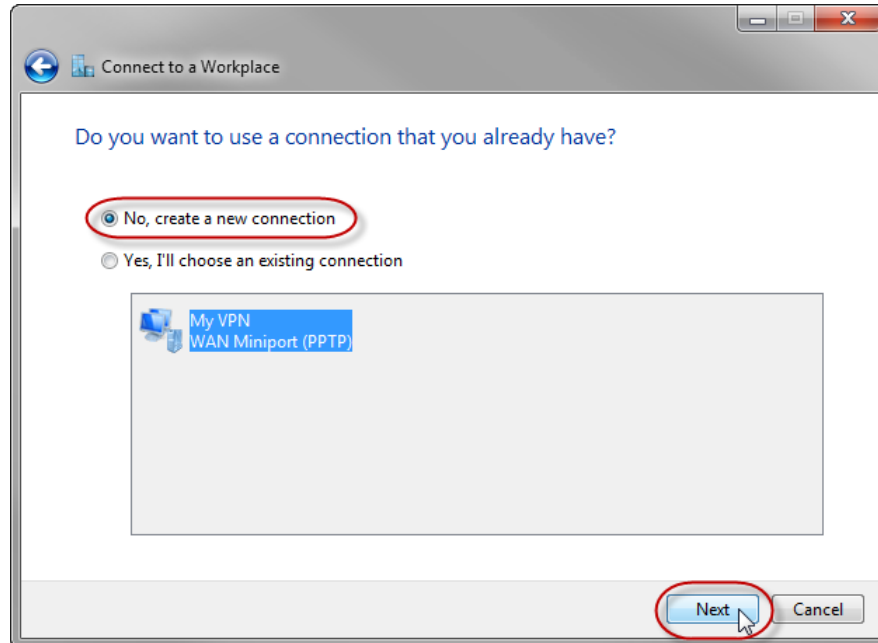 Connect to a Workplace
Do you want to use a connection that you already have?
No, create a new connection
Yes, I'll choose an existing connection
My VPN
WAN Miniport (PPTP)
Next
Cancel